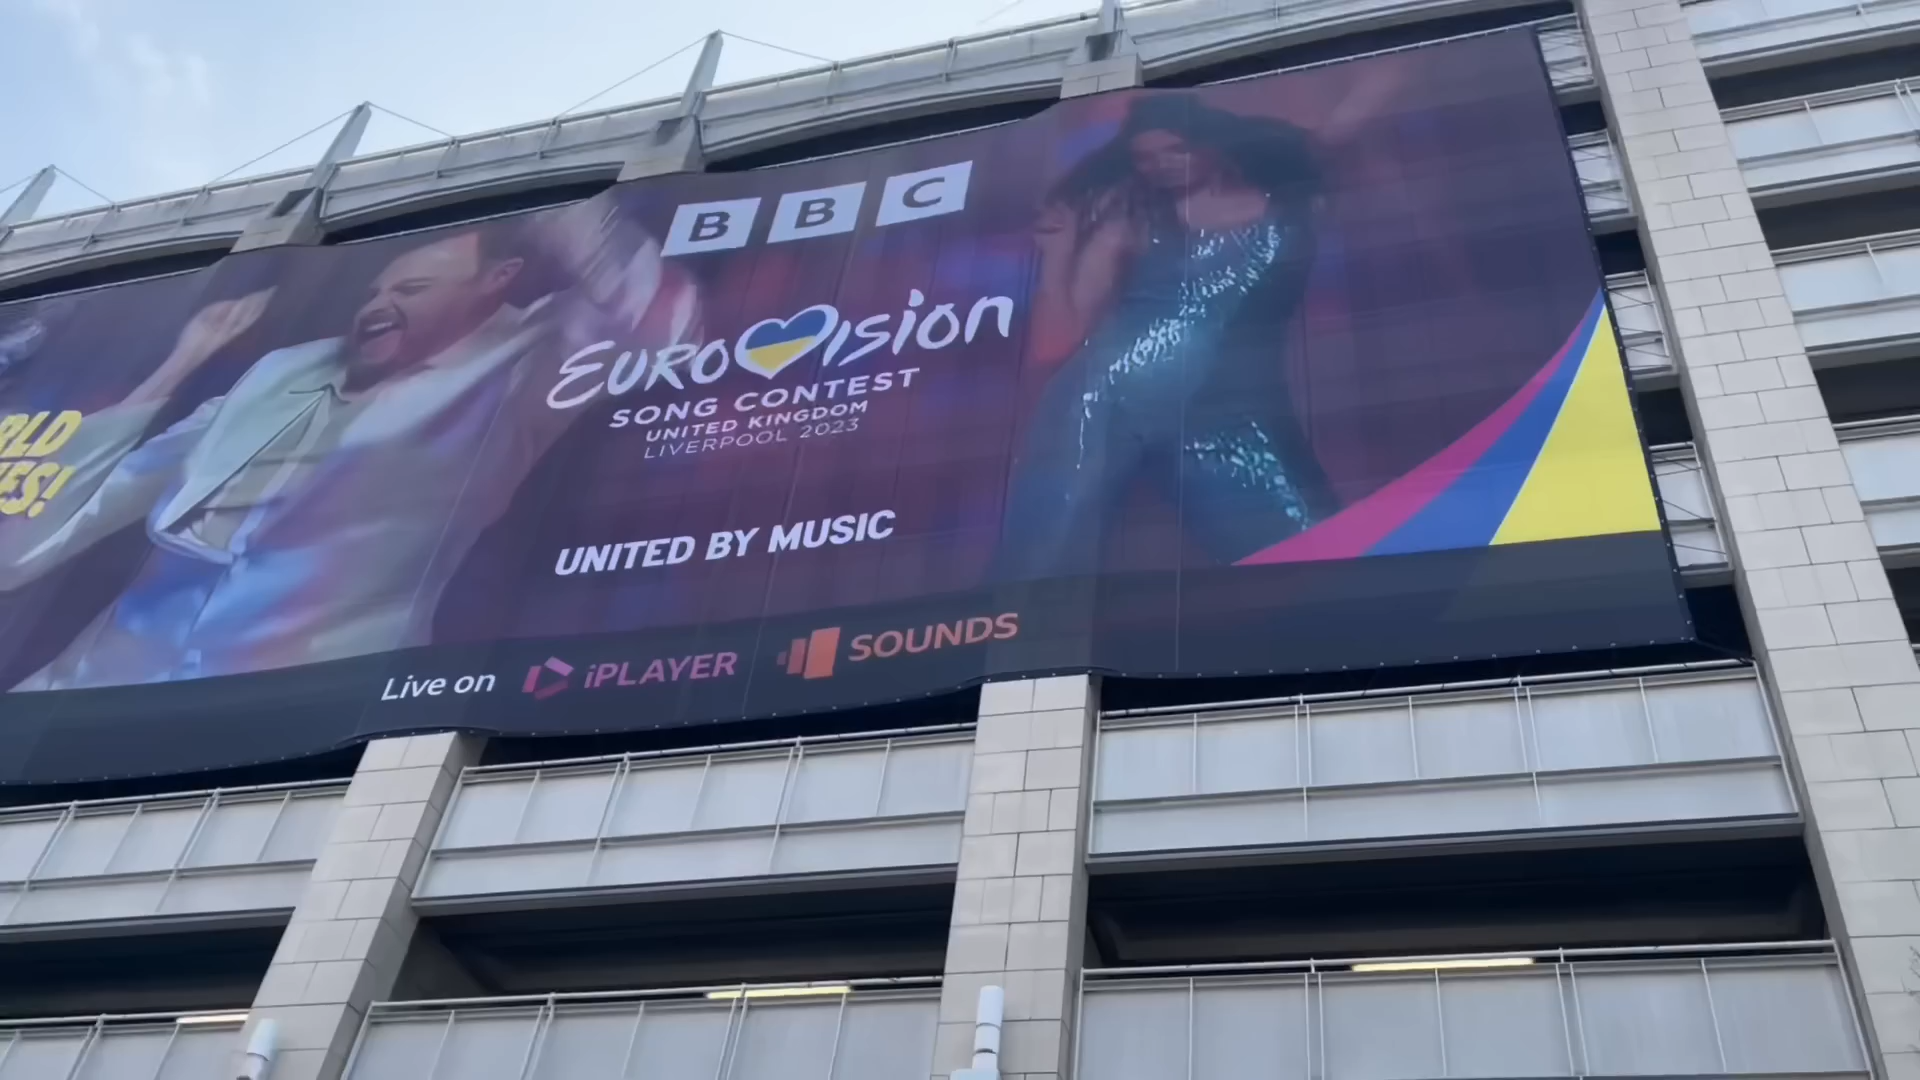 BBC
EUROVISION
SONG CONTEST
UNITED KINGDOM
LIVERPOOL 2023
UNITED BY MUSIC
Live on iPLAYER SOUNDS